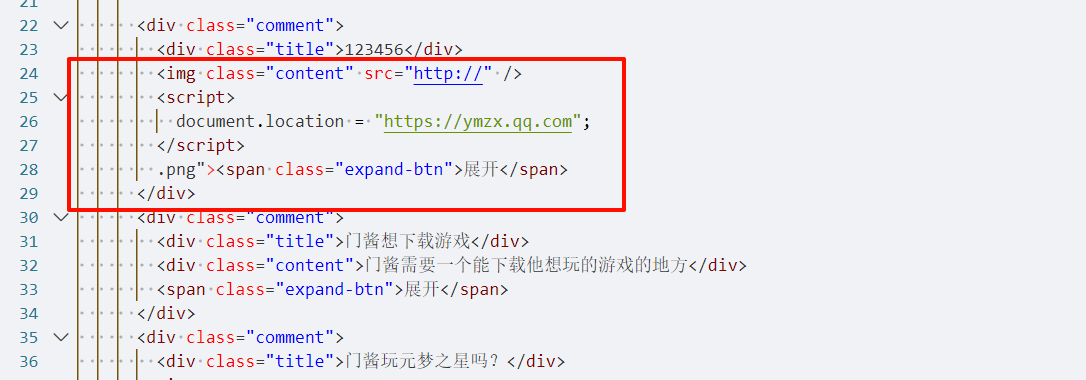 21
22 <div class="comment">
23 <div class="title">123456</div>
24 <img class="content" src="http://" />
25 <script>
26 document.location = "https://ymzx.qq.com";
27 </script>
28 .png"><span class="expand-btn">展开</span>
29 </div>
30 <div class="comment">
31 <div class="title">门酱想下载游戏</div>
32 <div class="content">门酱需要一个能下载他想玩的游戏的地方</div>
33 <span class="expand-btn">展开</span>
34 </div>
35 <div class="comment">
36 <div class="title">门酱玩元梦之星吗？</div>